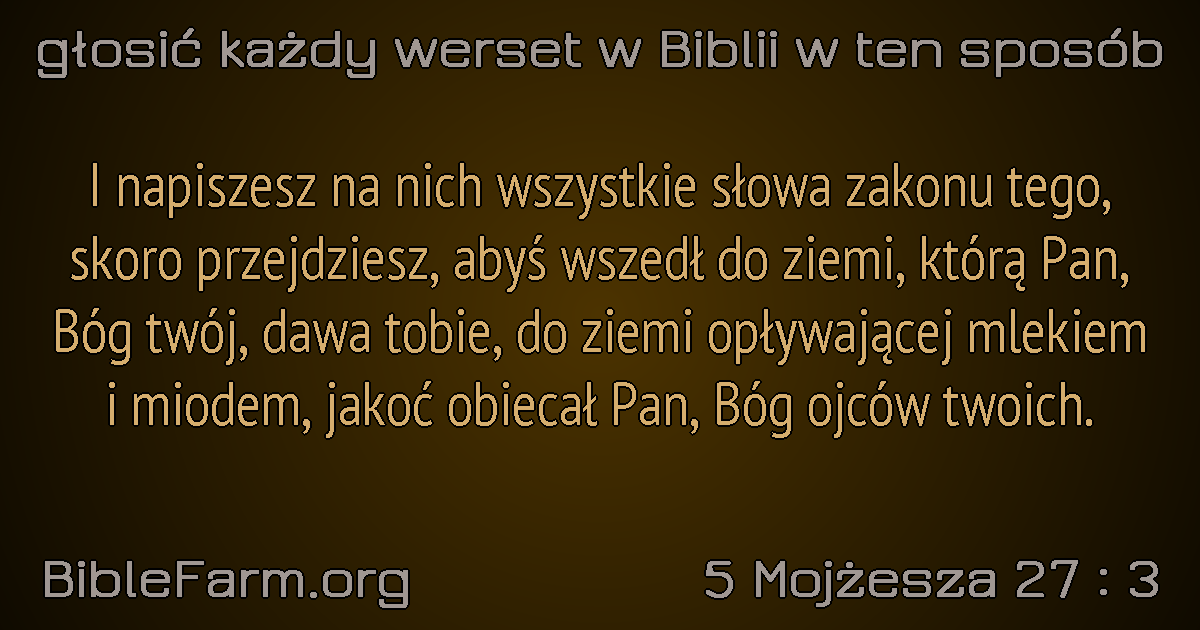 głosić każdy werset w Biblii w ten sposób
I napiszesz na nich wszystkie słowa zakonu tego,
skoro przejdziesz, abyś wszedł do ziemi, którą Pan,
Bóg twój, dawa tobie, do ziemi opływającej mlekiem
i miodem, jakoć obiecał Pan, Bóg ojców twoich.
BibleFarm.org
5 Mojżesza 27 : 3